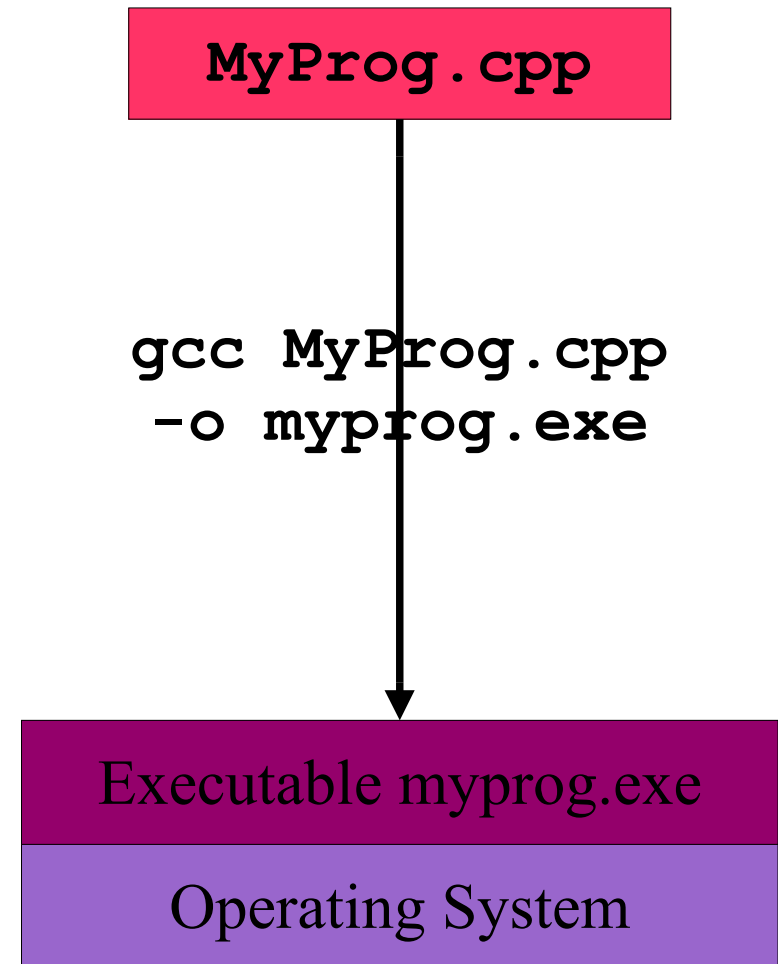 MyProg.cpp
gcc MyProg.cpp
-o myprog.exe
Executable myprog.exe
Operating System